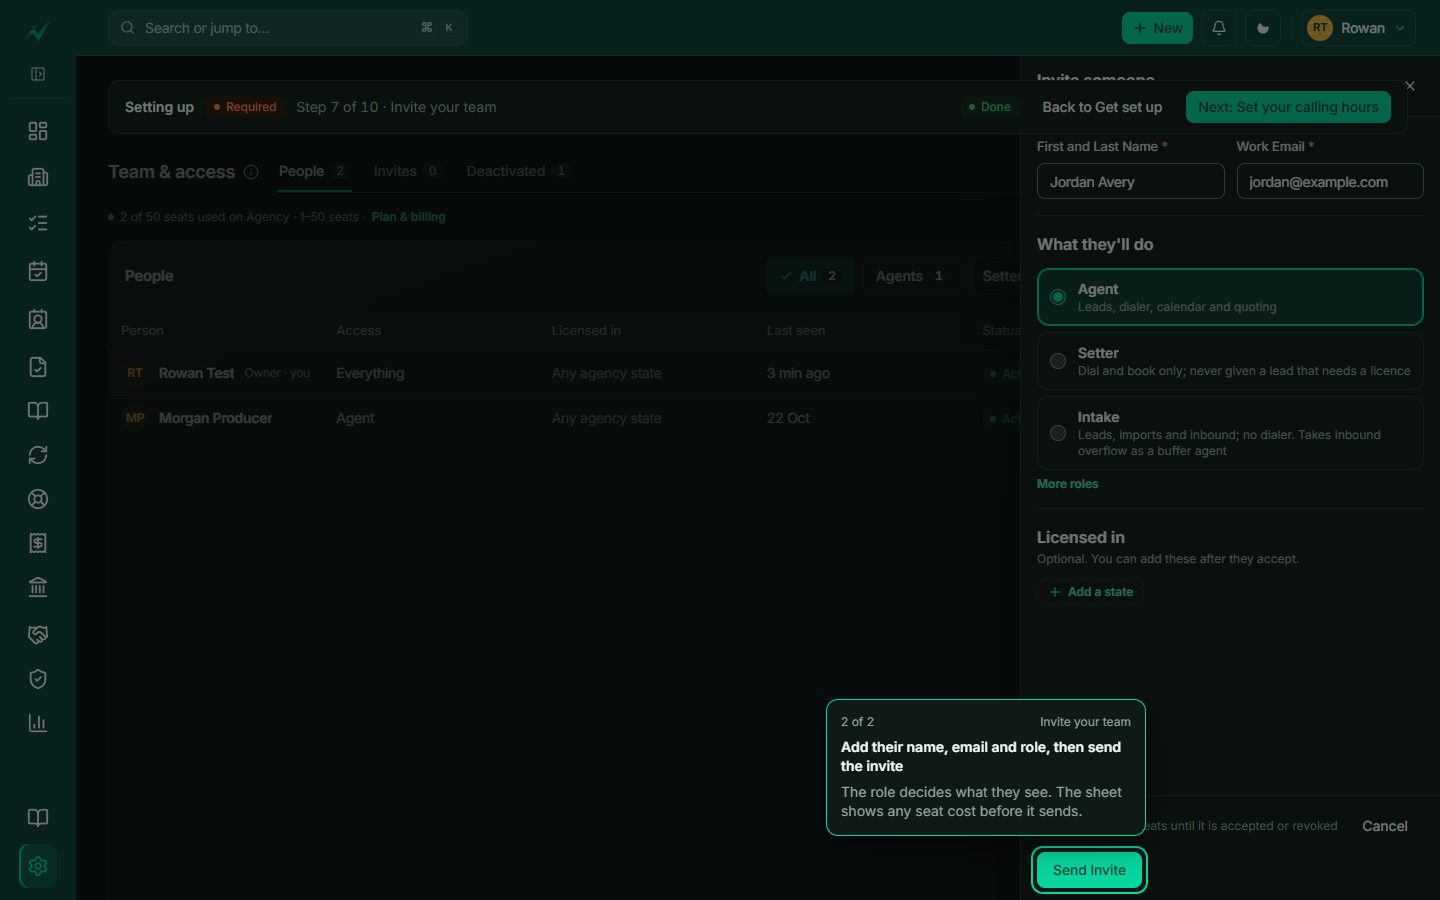 Search or jump to...
⌘ K
New
RT
Rowan
Invite someone
Setting up
Required
Step 7 of 10 · Invite your team
Done
Back to Get set up
Next: Set your calling hours
Team & access
People 2
Invites 0
Deactivated 1
2 of 50 seats used on Agency · 1–50 seats · Plan & billing
People
All 2
Agents 1
Person
Access
Licensed in
Last seen
Status
RT Rowan Test Owner · you
Everything
Any agency state
3 min ago
MP Morgan Producer
Agent
Any agency state
22 Oct
First and Last Name *
Work Email *
Jordan Avery
jordan@example.com
What they'll do
Agent
Leads, dialer, calendar and quoting
Setter
Dial and book only; never given a lead that needs a licence
Intake
Leads, imports and inbound; no dialer. Takes inbound
overflow as a buffer agent
More roles
Licensed in
Optional. You can add these after they accept.
Add a state
2 of 2
Invite your team
Add their name, email and role, then send
the invite
The role decides what they see. The sheet
shows any seat cost before it sends.
until it is accepted or revoked
Cancel
Send Invite